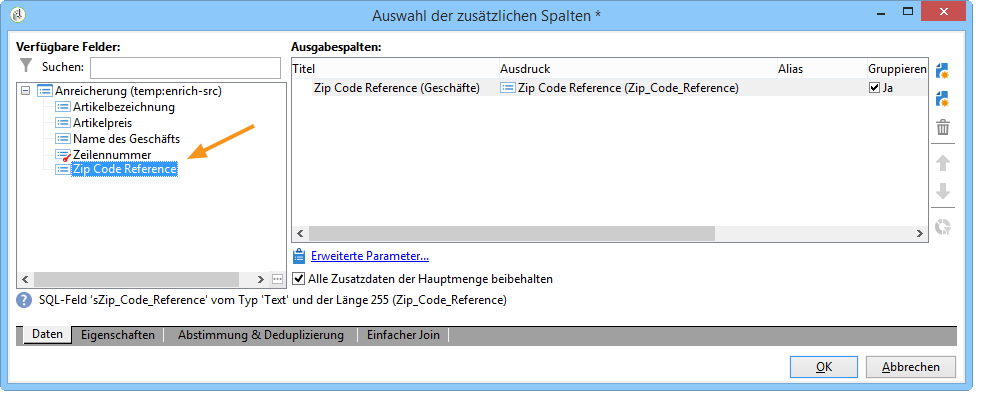 Auswahl der zusätzlichen Spalten *
Verfügbare Felder:
Suchen:
Anreicherung (temp:enrich-src)
Artikelbezeichnung
Artikelpreis
Name des Geschäfts
Zeilennummer
Zip Code Reference
Ausgabespalten:
Titel Ausdruck Alias Gruppieren
Zip Code Reference (Geschäfte) Zip Code Reference (Zip_Code_Reference) Ja
Erweiterte Parameter...
Alle Zusatzdaten der Hauptmenge beibehalten
SQL-Feld 'sZip_Code_Reference' vom Typ 'Text' und der Länge 255 (Zip_Code_Reference)
Daten Eigenschaften Abstimmung & Deduplizierung Einfacher Join
OK Abbrechen